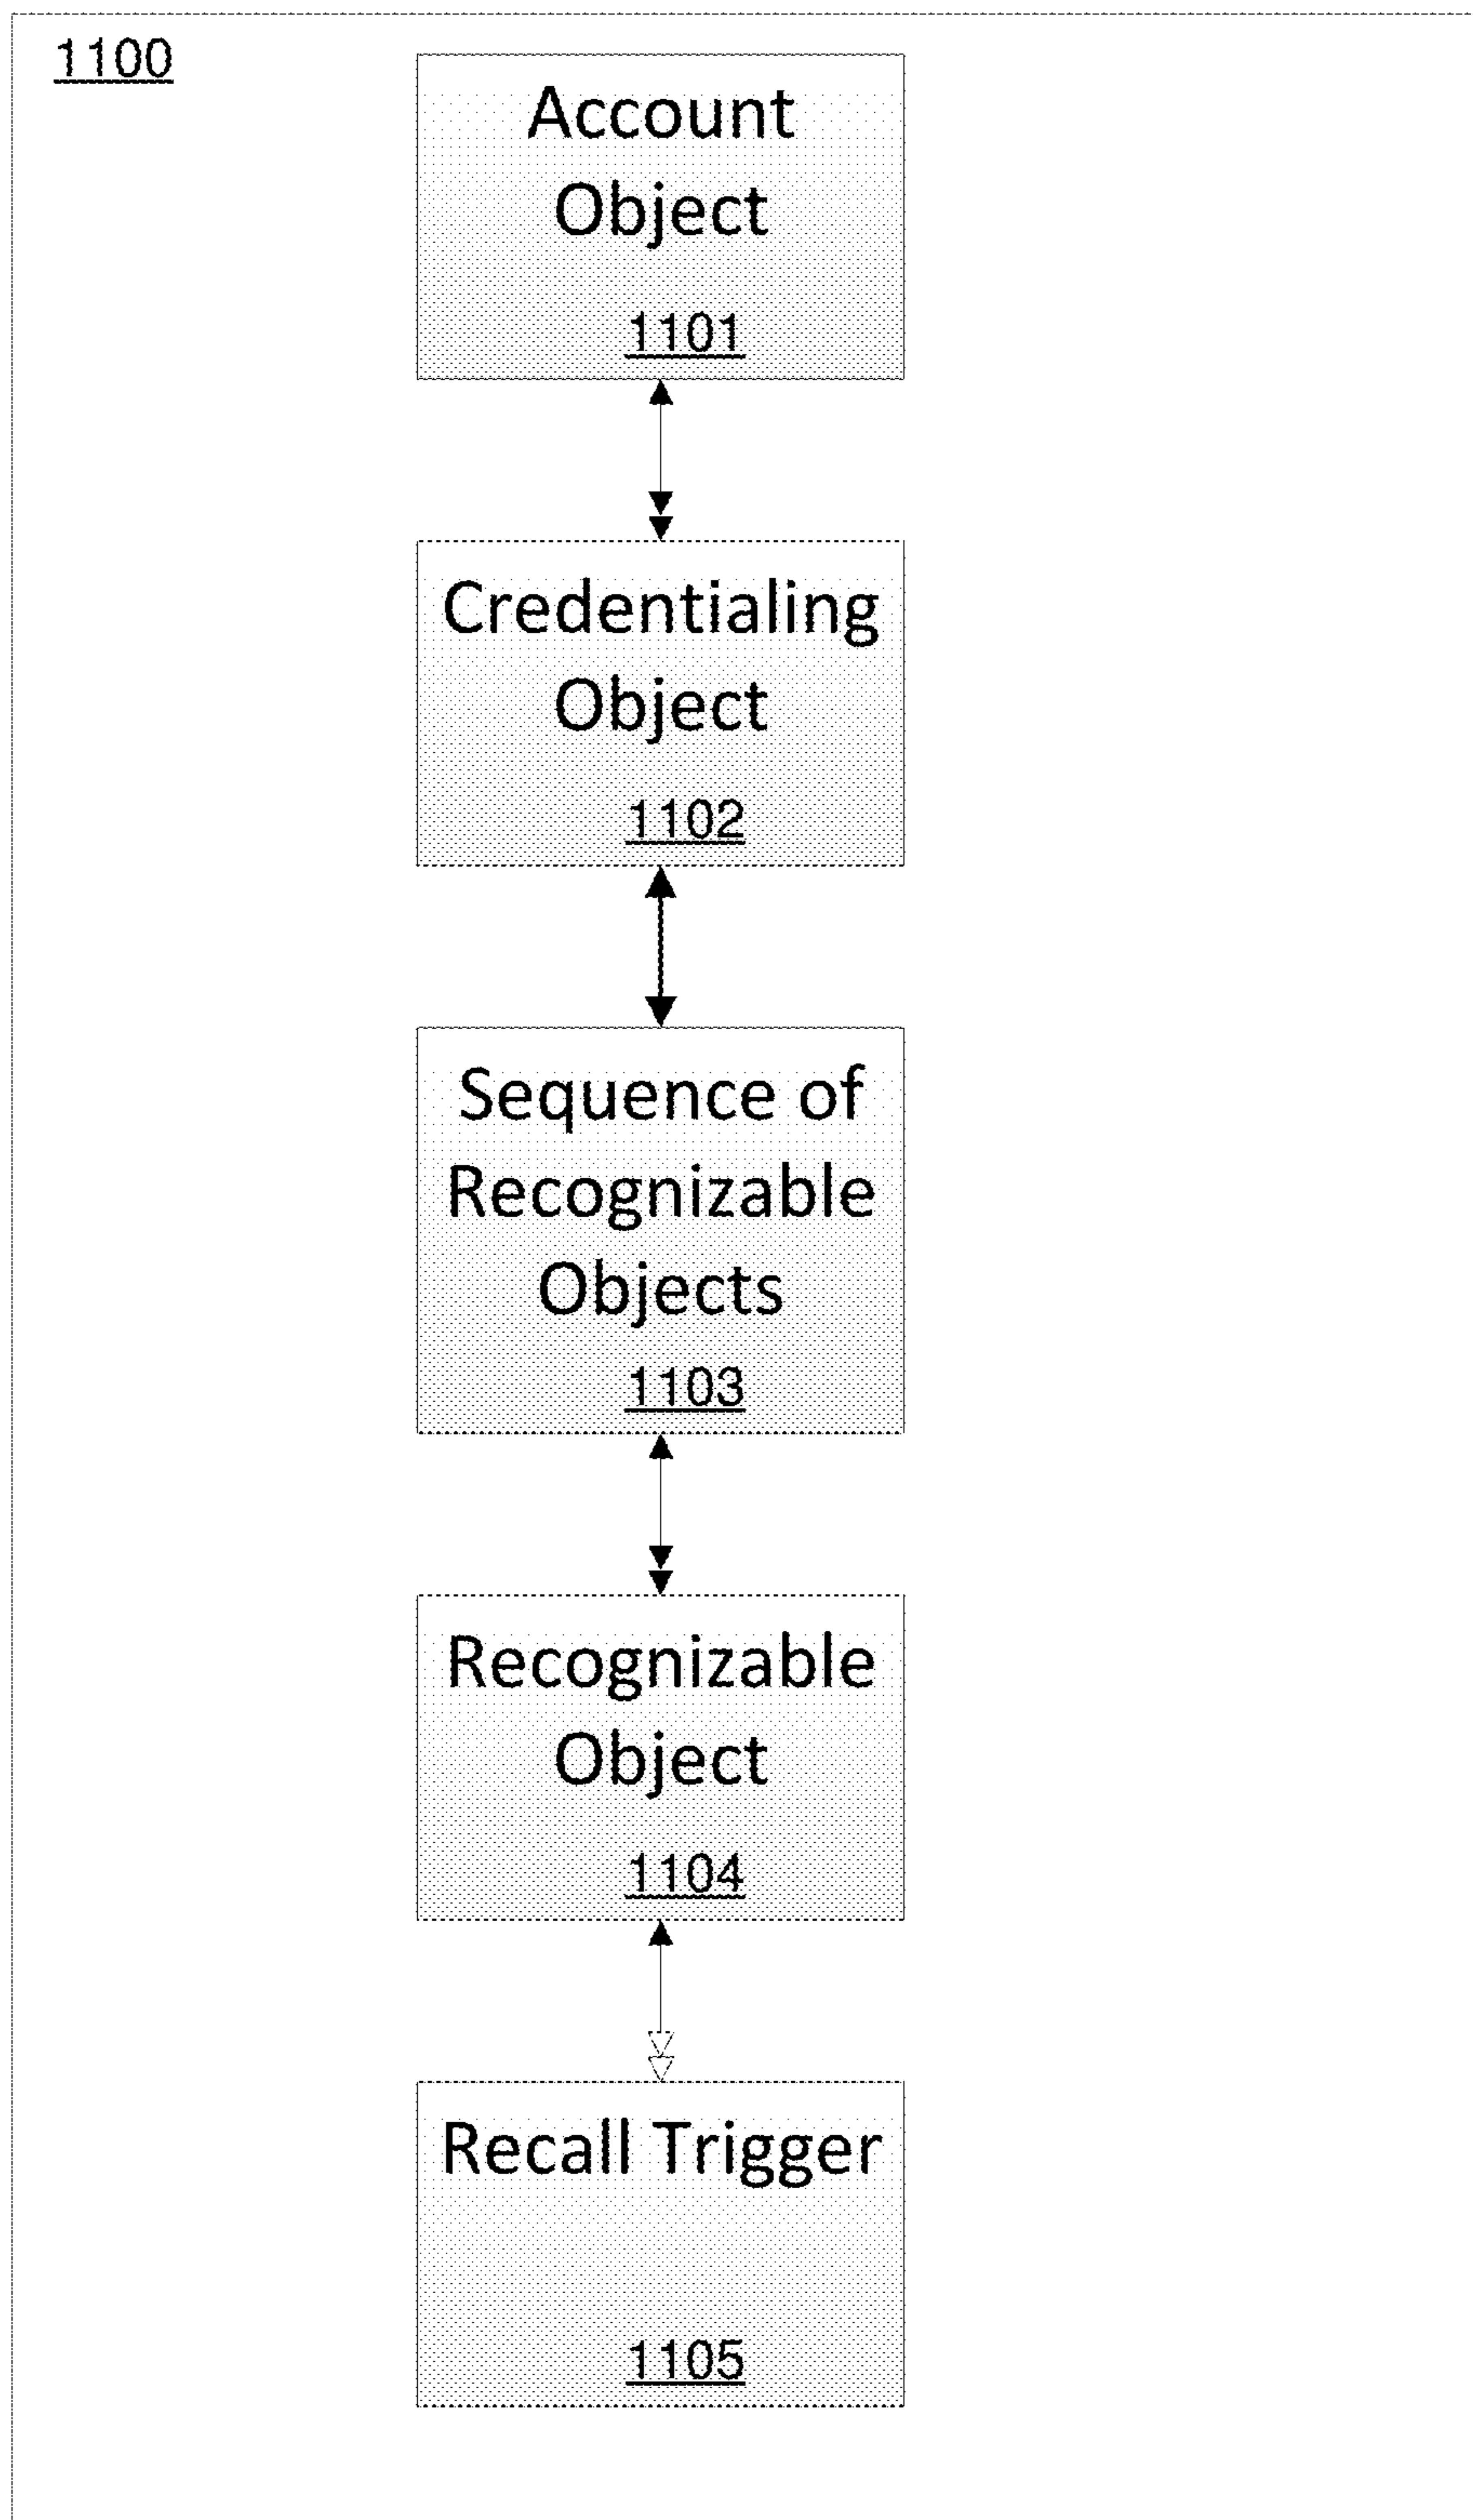 1100
Account
Object
1101
Credentialing
Object
1102
Sequence of
Recognizable
Objects
1103
Recognizable
Object
1104
Recall Trigger
1105